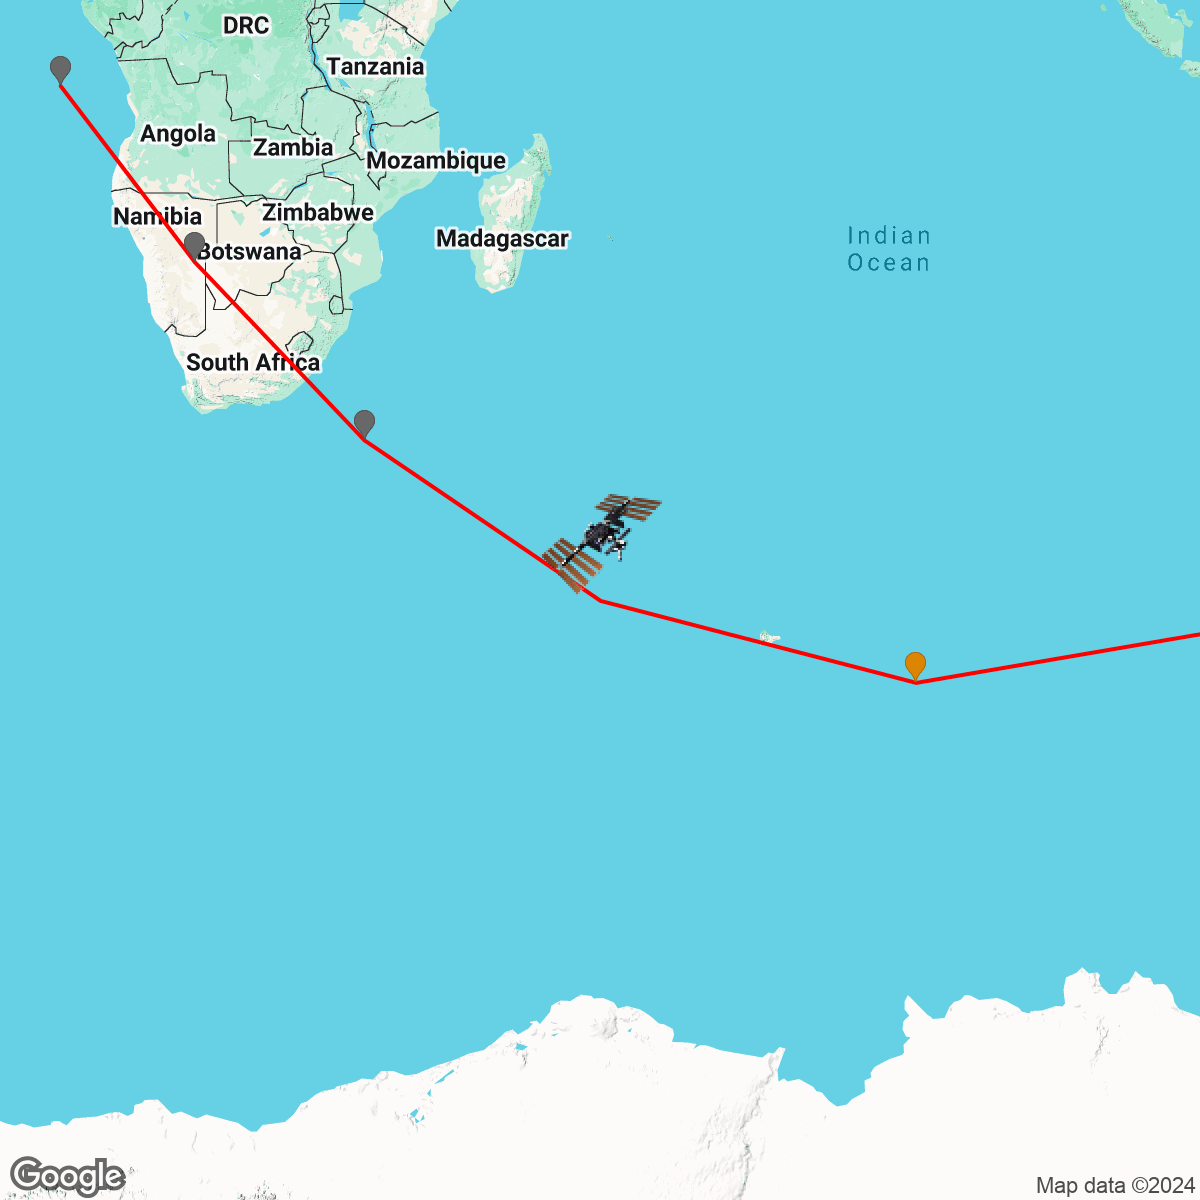 DRC
Tanzania
Angola
Zambia
Mozambique
Namibia
Zimbabwe
Madagascar
Botswana
Indian
Ocean
South Africa
Google
Map data ©2024